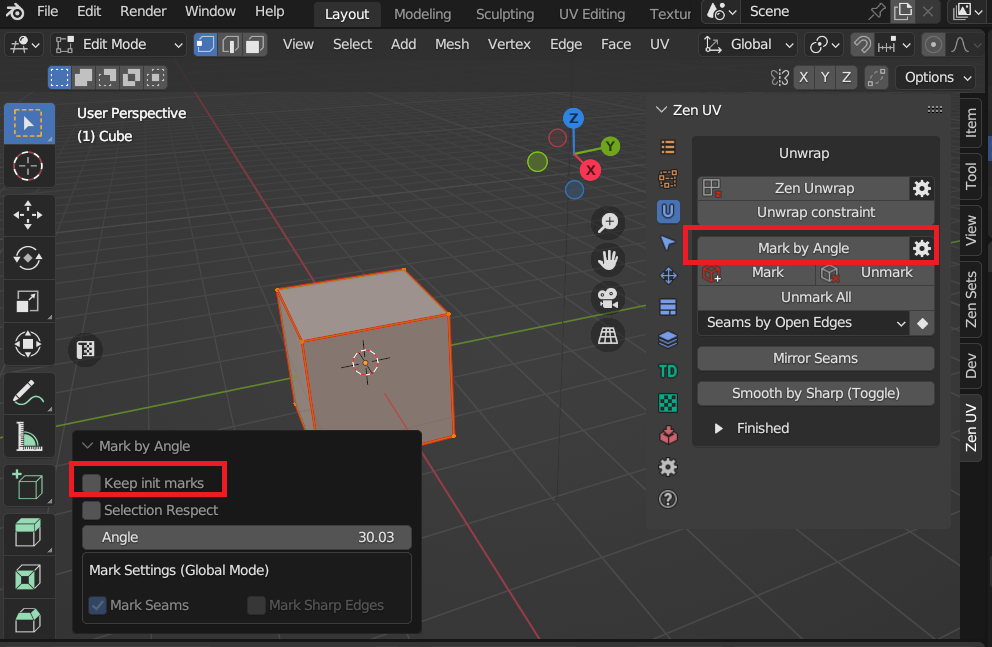 File Edit Render Window Help Layout Modeling Sculpting UV Editing Textur Scene
Edit Mode View Select Add Mesh Vertex Edge Face UV Global
X Y Z Options
User Perspective
(1) Cube
Z
Y
X
Zen UV
Unwrap
Zen Unwrap
Unwrap constraint
Mark by Angle
Mark Unmark
Unmark All
Seams by Open Edges
Mirror Seams
TD
Smooth by Sharp (Toggle)
Finished
Item
Tool
View
Zen Sets
Dev
Zen UV
Mark by Angle
Keep init marks
Selection Respect
Angle 30.03
Mark Settings (Global Mode)
Mark Seams Mark Sharp Edges